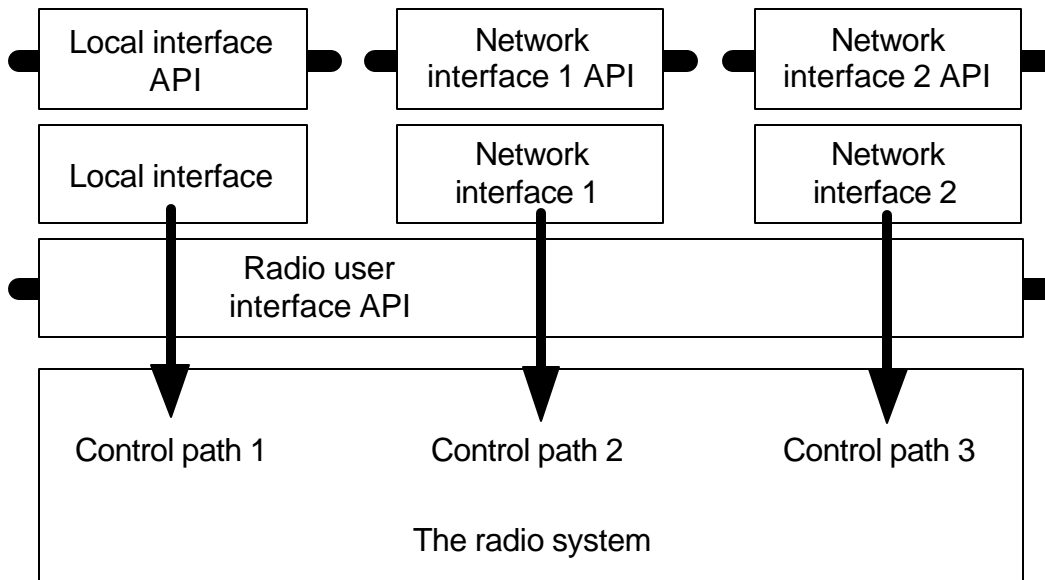 Local interface
API
Network
interface 1 API
Network
interface 2 API
Local interface
Network
interface 1
Network
interface 2
Radio user
interface API
Control path 1
Control path 2
Control path 3
The radio system